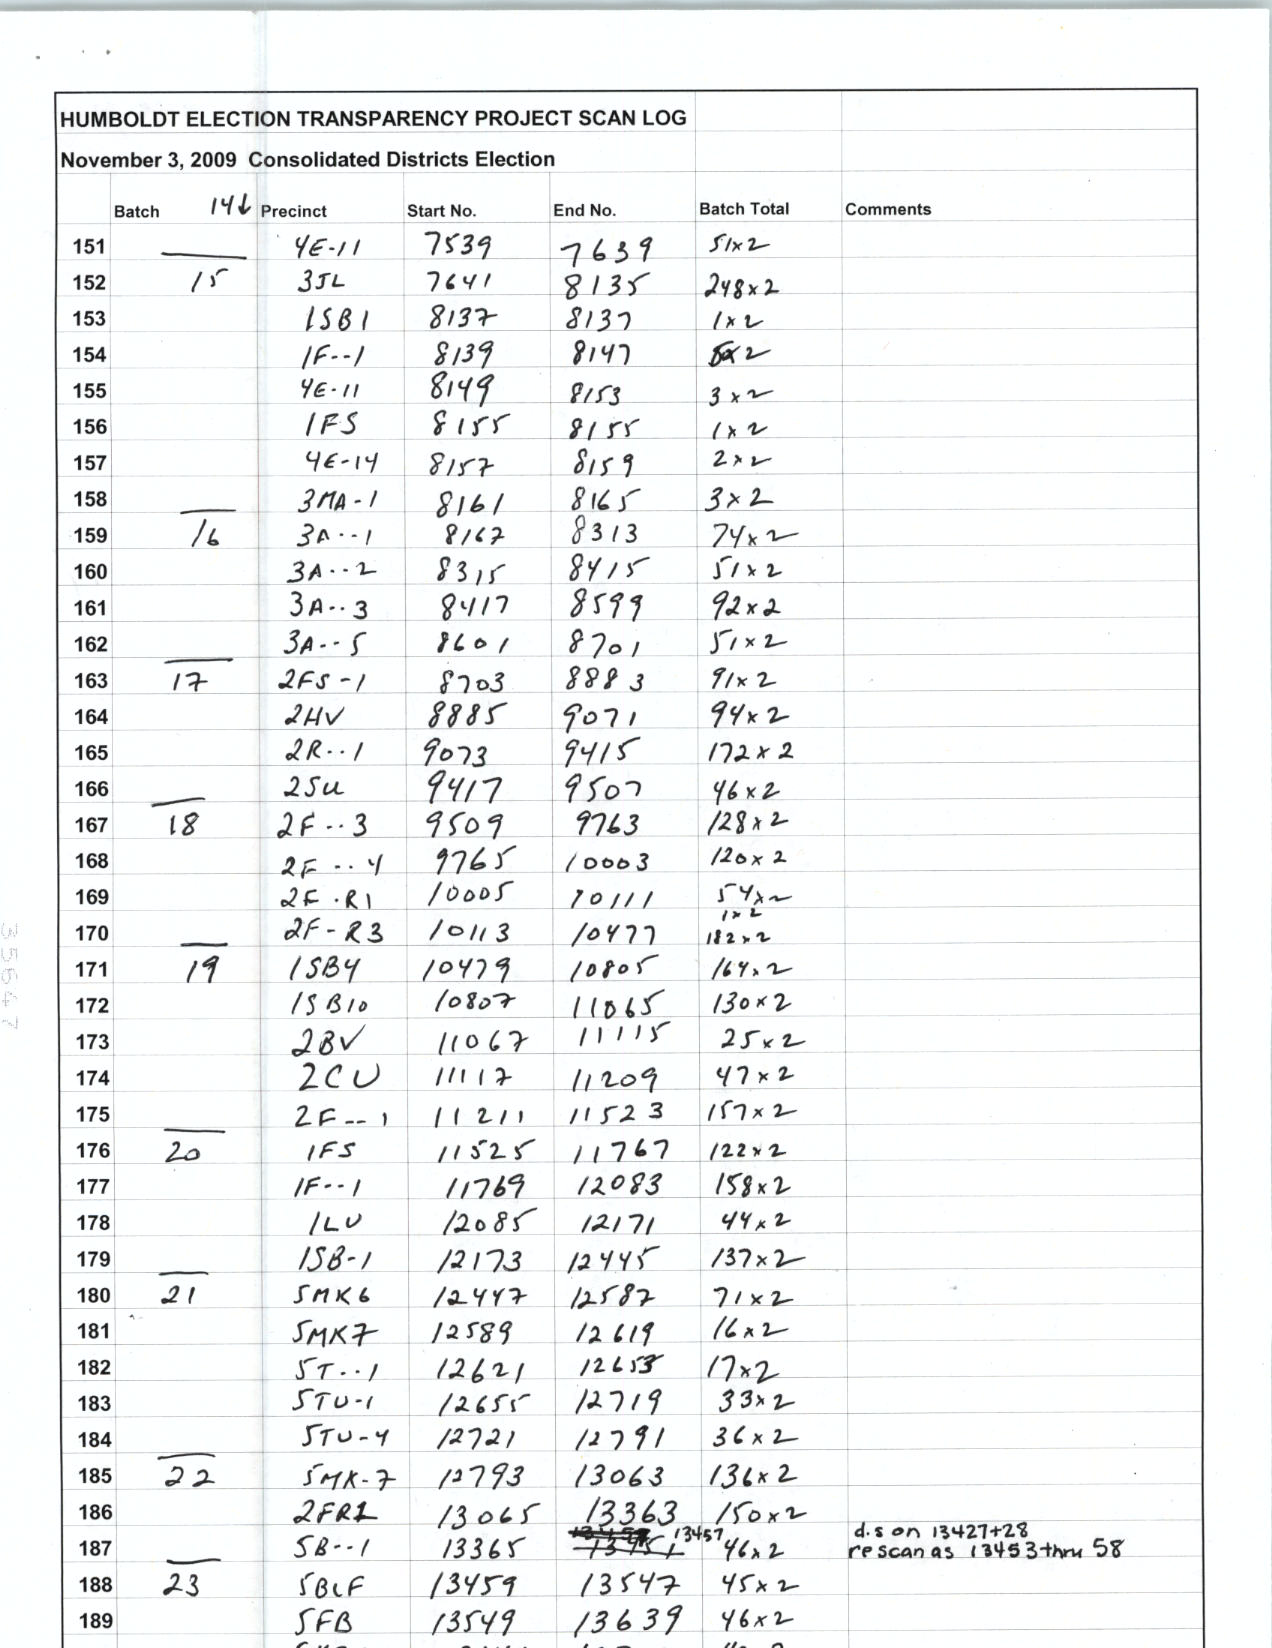 HUMBOLDT ELECTION TRANSPARENCY PROJECT SCAN LOG
November 3, 2009 Consolidated Districts Election
Batch 14↓ Precinct Start No. End No. Batch Total Comments
151 4E-11 7539 7639 51x2
152 15 3JL 7641 8135 248x2
153 1SB1 8137 8137 1x2
154 1F--1 8139 8147 5x2
155 4E-11 8149 8153 3x2
156 1FS 8155 8155 1x2
157 4E-14 8157 8159 2x2
158 3MA-1 8161 8165 3x2
159 16 3A--1 8167 8313 74x2
160 3A--2 8315 8415 51x2
161 3A--3 8417 8599 92x2
162 3A--5 8601 8701 51x2
163 17 2FS-1 8703 8883 91x2
164 2HV 8885 9071 94x2
165 2R--1 9073 9415 172x2
166 2SU 9417 9507 46x2
167 18 2F--3 9509 9763 128x2
168 2F--4 9765 10003 120x2
169 2F-R1 10005 10111 54x2
1x2
170 2F-R3 10113 10477 182x2
171 19 1SB4 10479 10805 164x2
172 1SB10 10807 11065 130x2
173 2BV 11067 11115 25x2
174 2CU 11117 11209 47x2
175 2F--1 11211 11523 157x2
176 20 1FS 11525 11767 122x2
177 1F--1 11769 12083 158x2
178 1LU 12085 12171 44x2
179 1SB-1 12173 12445 137x2
180 21 5MK6 12447 12587 71x2
181 5MK7 12589 12619 16x2
182 5T--1 12621 12653 17x2
183 5TU-1 12655 12719 33x2
184 5TU-4 12721 12791 36x2
185 22 5MK-7 12793 13063 136x2
186 2FR1 13065 13363 150x2
187 5B--1 13365 13457 46x2 d.s on 13427+28
rescan as 13453 thru 58
188 23 5BLF 13459 13547 45x2
189 5FB 13549 13639 46x2
35647